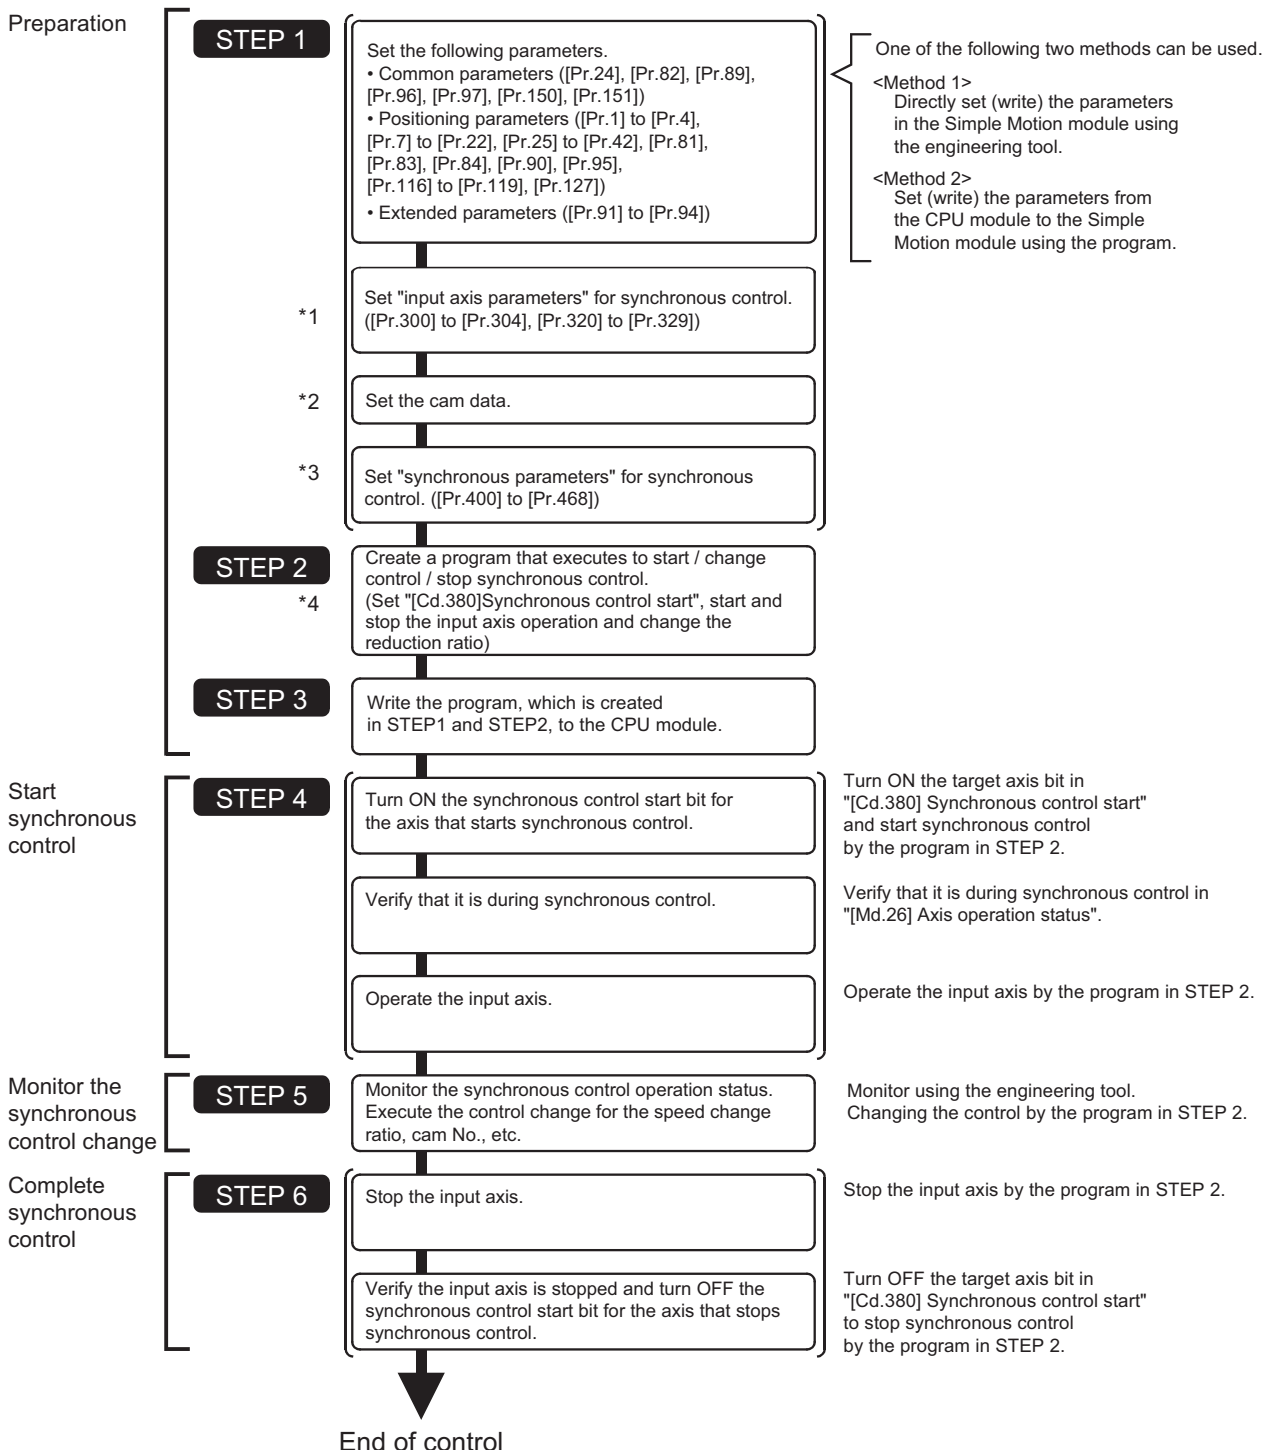 Preparation
STEP 1
Set the following parameters.
• Common parameters ([Pr.24], [Pr.82], [Pr.89],
[Pr.96], [Pr.97], [Pr.150], [Pr.151])
• Positioning parameters ([Pr.1] to [Pr.4],
[Pr.7] to [Pr.22], [Pr.25] to [Pr.42], [Pr.81],
[Pr.83], [Pr.84], [Pr.90], [Pr.95],
[Pr.116] to [Pr.119], [Pr.127])
• Extended parameters ([Pr.91] to [Pr.94])
One of the following two methods can be used.
<Method 1>
Directly set (write) the parameters
in the Simple Motion module using
the engineering tool.
<Method 2>
Set (write) the parameters from
the CPU module to the Simple
Motion module using the program.
*1
Set "input axis parameters" for synchronous control.
([Pr.300] to [Pr.304], [Pr.320] to [Pr.329])
*2
Set the cam data.
*3
Set "synchronous parameters" for synchronous
control. ([Pr.400] to [Pr.468])
STEP 2
*4
Create a program that executes to start / change
control / stop synchronous control.
(Set "[Cd.380]Synchronous control start", start and
stop the input axis operation and change the
reduction ratio)
STEP 3
Write the program, which is created
in STEP1 and STEP2, to the CPU module.
Start
synchronous
control
STEP 4
Turn ON the synchronous control start bit for
the axis that starts synchronous control.
Turn ON the target axis bit in
"[Cd.380] Synchronous control start"
and start synchronous control
by the program in STEP 2.
Verify that it is during synchronous control.
Verify that it is during synchronous control in
"[Md.26] Axis operation status".
Operate the input axis.
Operate the input axis by the program in STEP 2.
Monitor the
synchronous
control change
STEP 5
Monitor the synchronous control operation status.
Execute the control change for the speed change
ratio, cam No., etc.
Monitor using the engineering tool.
Changing the control by the program in STEP 2.
Complete
synchronous
control
STEP 6
Stop the input axis.
Stop the input axis by the program in STEP 2.
Verify the input axis is stopped and turn OFF the
synchronous control start bit for the axis that stops
synchronous control.
Turn OFF the target axis bit in
"[Cd.380] Synchronous control start"
to stop synchronous control
by the program in STEP 2.
End of control